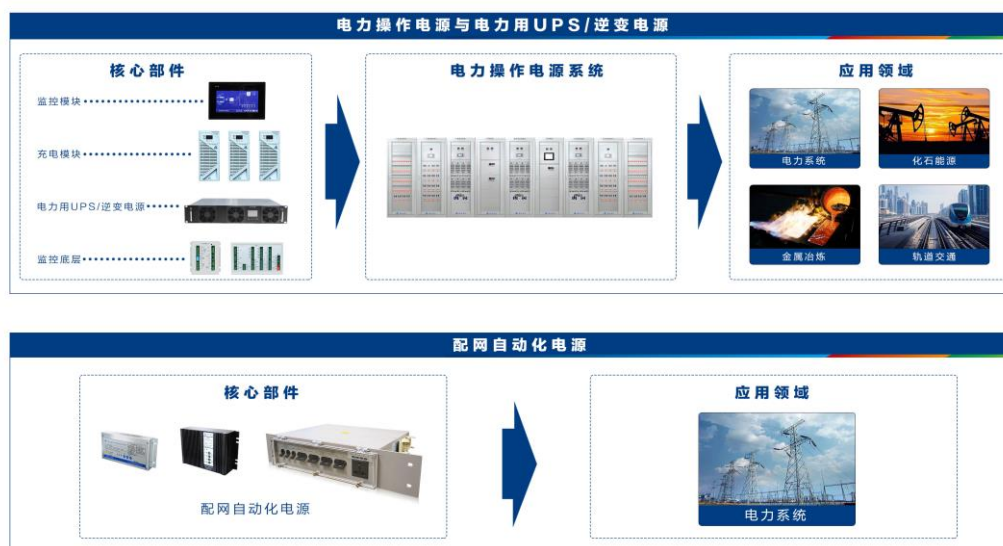 电力操作电源与电力用UPS/逆变电源
核心部件
监控模块
充电模块
电力用UPS/逆变电源
监控底层
电力操作电源系统
应用领域
电力系统
化石能源
金属冶炼
轨道交通
配网自动化电源
核心部件
配网自动化电源
应用领域
电力系统